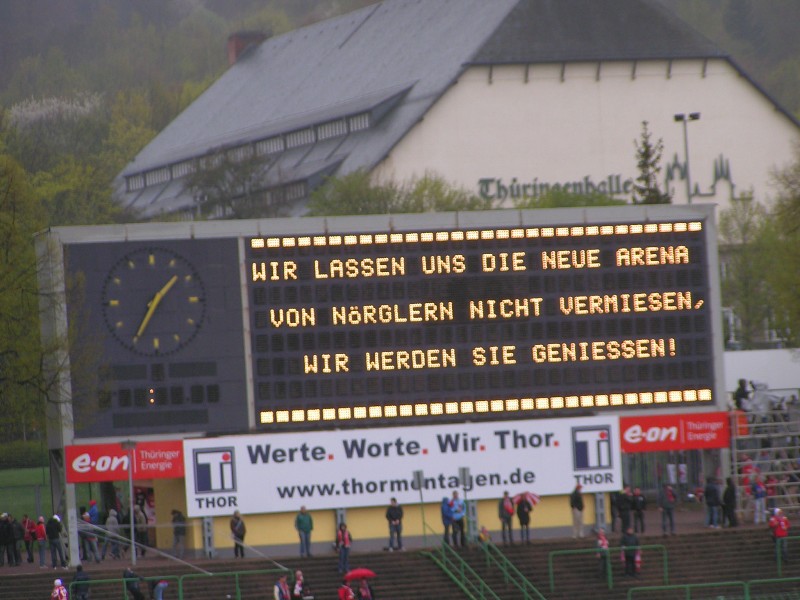 Thüringenhalle
WIR LASSEN UNS DIE NEUE ARENA
VON NÖRGLERN NICHT VERMIESEN,
WIR WERDEN SIE GENIESSEN!
e·on Thüringer
Energie
TI
THOR
Werte. Worte. Wir. Thor.
www.thormontagen.de
TI
THOR
e·on Thüringer
Energie